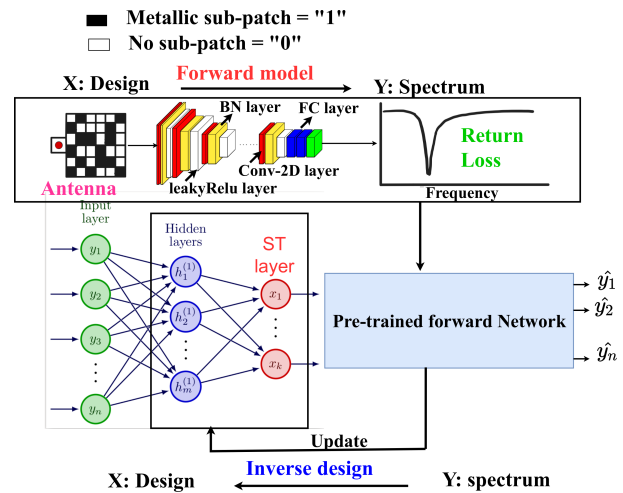 Metallic sub-patch = "1"
No sub-patch = "0"
X: Design
Forward model
Y: Spectrum
BN layer
FC layer
Return
Loss
Conv-2D layer
leakyRelu layer
Antenna
Frequency
Input
layer
Hidden
layers
ST
layer
y₁
y₂
y₃
yₙ
h₁⁽¹⁾
h₂⁽¹⁾
hₘ⁽¹⁾
x₁
xₖ
Pre-trained forward Network
ŷ₁
ŷ₂
ŷₙ
Update
Inverse design
X: Design
Y: spectrum